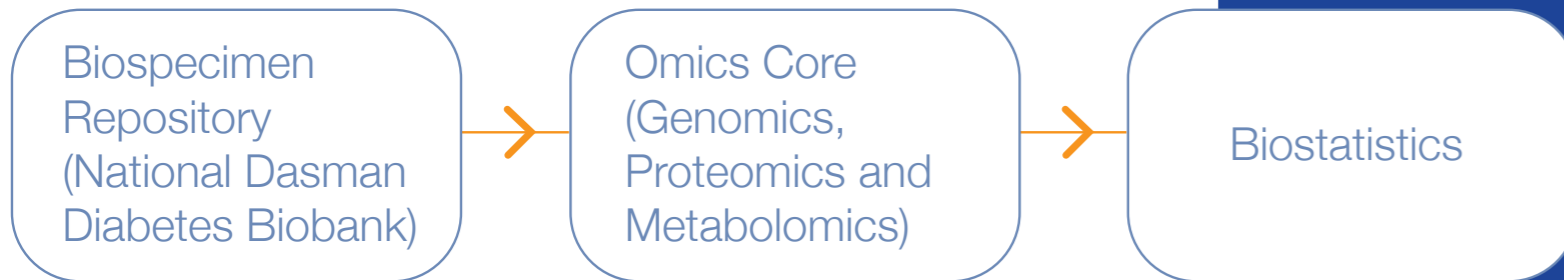 Biospecimen
Repository
(National Dasman
Diabetes Biobank)
Omics Core
(Genomics,
Proteomics and
Metabolomics)
Biostatistics